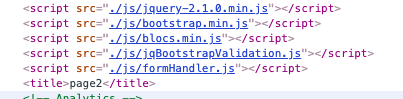 <script src="./js/jquery-2.1.0.min.js"></script>
<script src="./js/bootstrap.min.js"></script>
<script src="./js/blocs.min.js"></script>
<script src="./js/jqBootstrapValidation.js"></script>
<script src="./js/formHandler.js"></script>
<title>page2</title>
<!-- Analytics -->